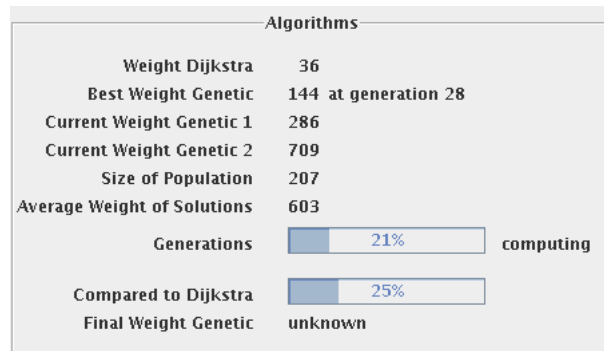 Algorithms
Weight Dijkstra 36
Best Weight Genetic 144 at generation 28
Current Weight Genetic 1 286
Current Weight Genetic 2 709
Size of Population 207
Average Weight of Solutions 603
Generations 21% computing
Compared to Dijkstra 25%
Final Weight Genetic unknown